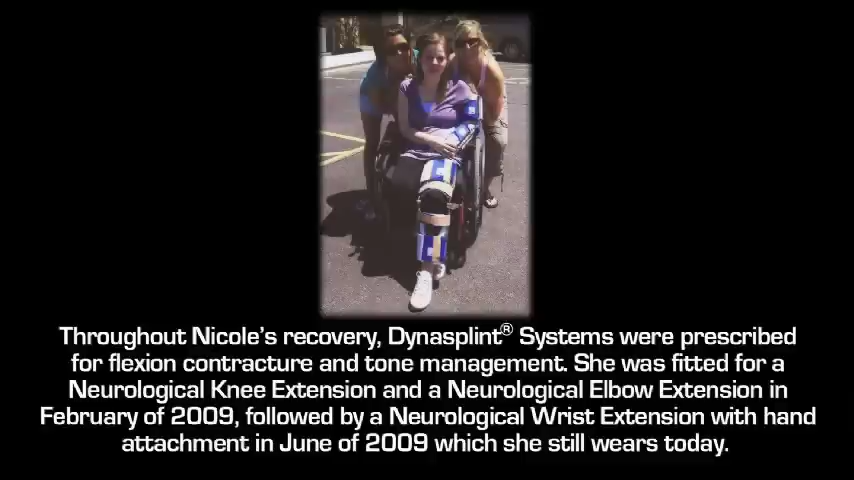 Throughout Nicole's recovery, Dynasplint® Systems were prescribed
for flexion contracture and tone management. She was fitted for a
Neurological Knee Extension and a Neurological Elbow Extension in
February of 2009, followed by a Neurological Wrist Extension with hand
attachment in June of 2009 which she still wears today.